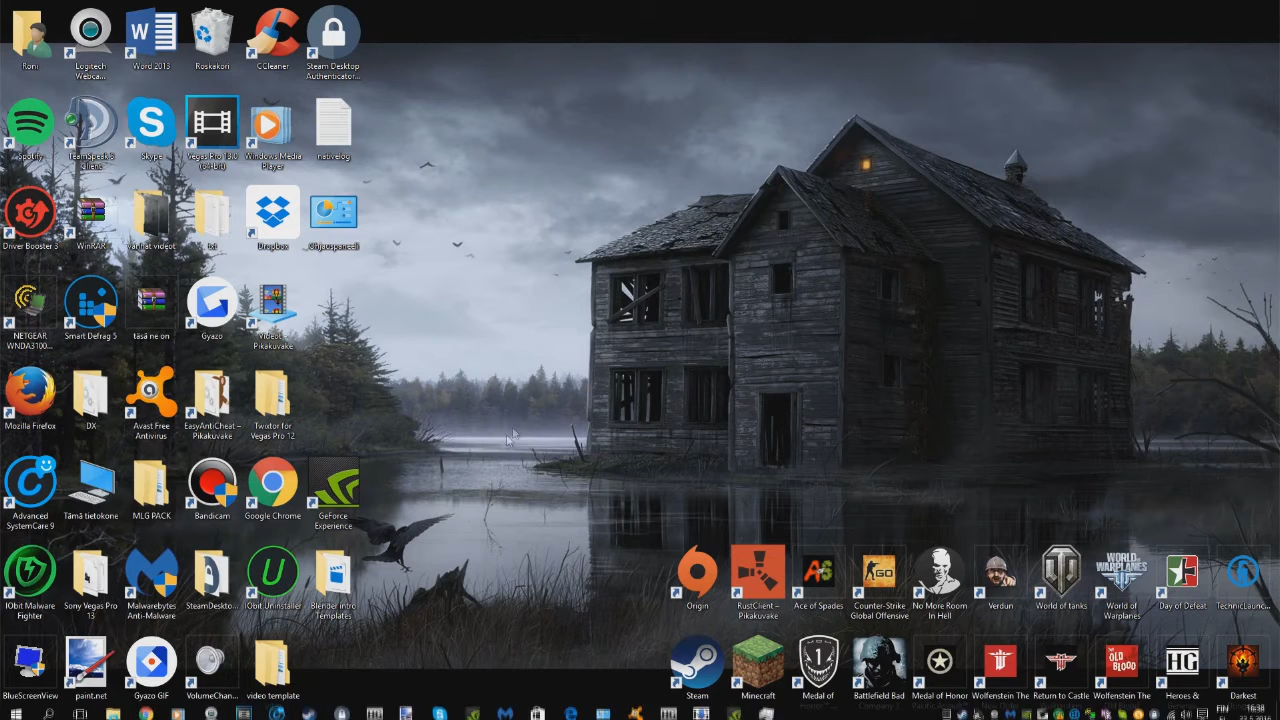 Roni
Logitech Webca...
Word 2013
Roskakori
CCleaner
Steam Desktop Authenticator...
Spotify
TeamSpeak 3 Client
Skype
Vegas Pro 13.0 (64-bit)
Windows Media Player
nativelog
Driver Booster 3
WinRAR
vanhat videot
txt
Dropbox
Ohjauspaneeli
NETGEAR WNDA3100...
Smart Defrag 5
täsä ne on
Gyazo
Videot - Pikakuvake
Mozilla Firefox
DX
Avast Free Antivirus
EasyAntiCheat – Pikakuvake
Twixtor for Vegas Pro 12
Advanced SystemCare 9
Tämä tietokone
MLG PACK
Bandicam
Google Chrome
GeForce Experience
IObit Malware Fighter
Sony Vegas Pro 13
Malwarebytes Anti-Malware
SteamDeskto...
IObit Uninstaller
Blender intro Templates
Origin
RustClient – Pikakuvake
Ace of Spades
Counter-Strike Global Offensive
No More Room In Hell
Verdun
World of tanks
World of Warplanes
Day of Defeat
TechnicLaunc...
BlueScreenView
paint.net
Gyazo GIF
VolumeChan...
video template
Steam
Minecraft
Medal of
Battlefield Bad Company 2
Medal of Honor
Wolfenstein The
Return to Castle
Wolfenstein The
Heroes &
Darkest
FIN
16:38